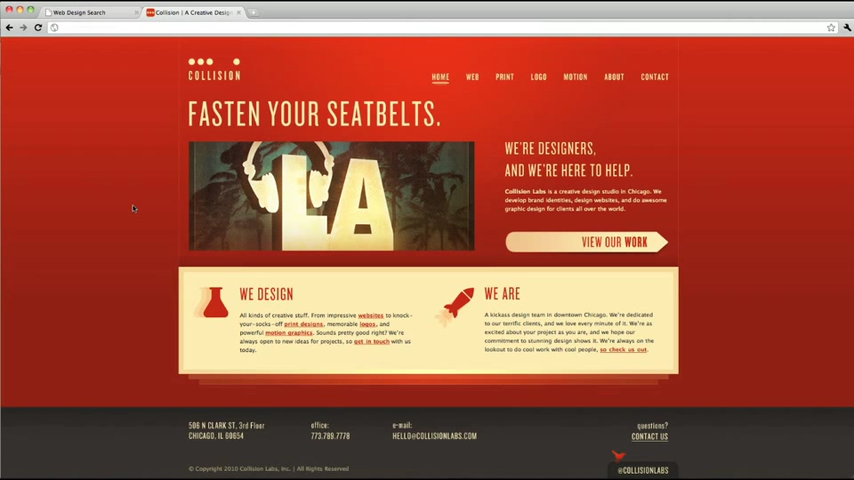 Web Design Search
Collision | A Creative Design
COLLISION
HOME WEB PRINT LOGO MOTION ABOUT CONTACT
FASTEN YOUR SEATBELTS.
LA
WE'RE DESIGNERS,
AND WE'RE HERE TO HELP.
Collision Labs is a creative design studio in Chicago. We
develop brand identities, design websites, and do awesome
graphic design for clients all over the world.
VIEW OUR WORK
WE DESIGN
All kinds of creative stuff. From impressive websites to knock-
your-socks-off print designs, memorable logos, and
powerful motion graphics. Sounds pretty good right? We're
always open to new ideas for projects, so get in touch with us
today.
WE ARE
A kickass design team in downtown Chicago. We're dedicated
to our terrific clients, and we love every minute of it. We're as
excited about your project as you are, and we hope our
commitment to stunning design shows it. We're always on the
lookout to do cool work with cool people, so check us out.
506 N CLARK ST, 3rd Floor
CHICAGO, IL 60654
office:
773.789.7778
e-mail:
HELLO@COLLISIONLABS.COM
questions?
CONTACT US
© Copyright 2010 Collision Labs, Inc. | All Rights Reserved
@COLLISIONLABS